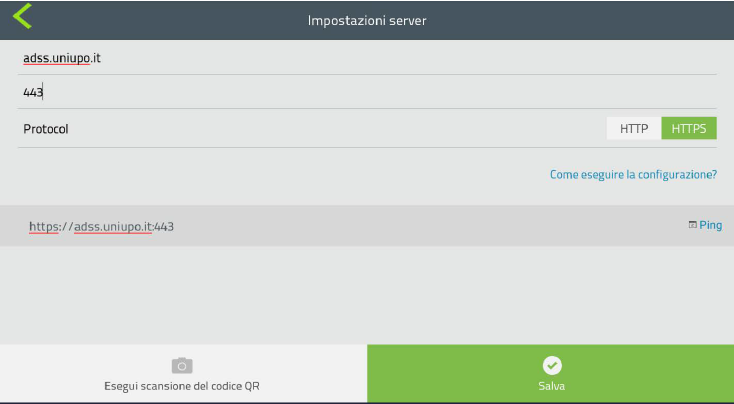 Impostazioni server
adss.uniupo.it
443
Protocol HTTP HTTPS
Come eseguire la configurazione?
https://adss.uniupo.it:443 Ping
Esegui scansione del codice QR Salva